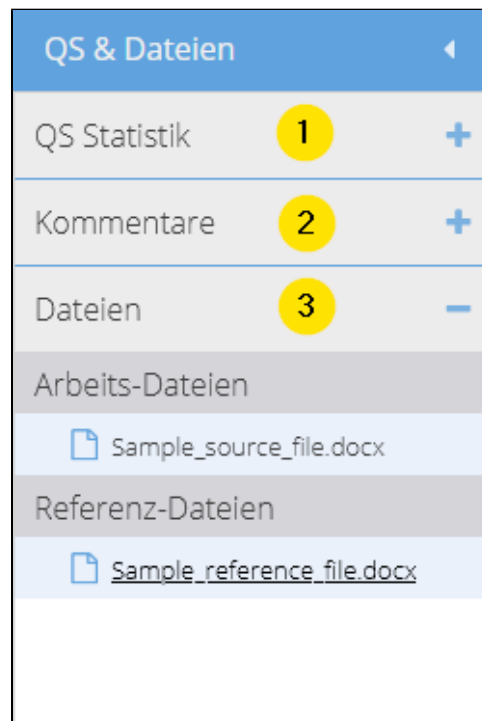 QS & Dateien
QS Statistik 1
Kommentare 2
Dateien 3
Arbeits-Dateien
Sample_source_file.docx
Referenz-Dateien
Sample_reference_file.docx